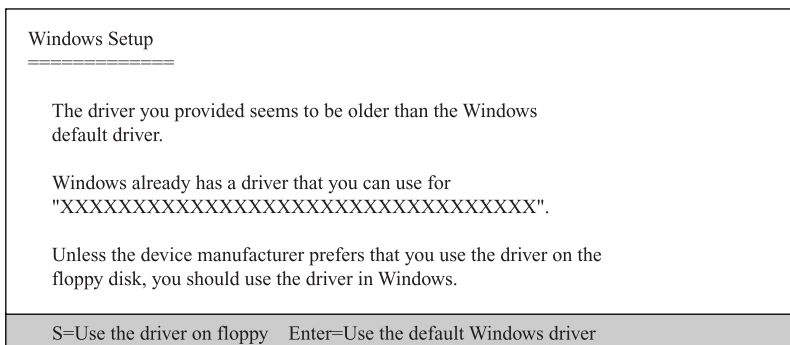 Windows Setup
=============
The driver you provided seems to be older than the Windows
default driver.
Windows already has a driver that you can use for
"XXXXXXXXXXXXXXXXXXXXXXXXXXXXXXXXX".
Unless the device manufacturer prefers that you use the driver on the
floppy disk, you should use the driver in Windows.
S=Use the driver on floppy    Enter=Use the default Windows driver